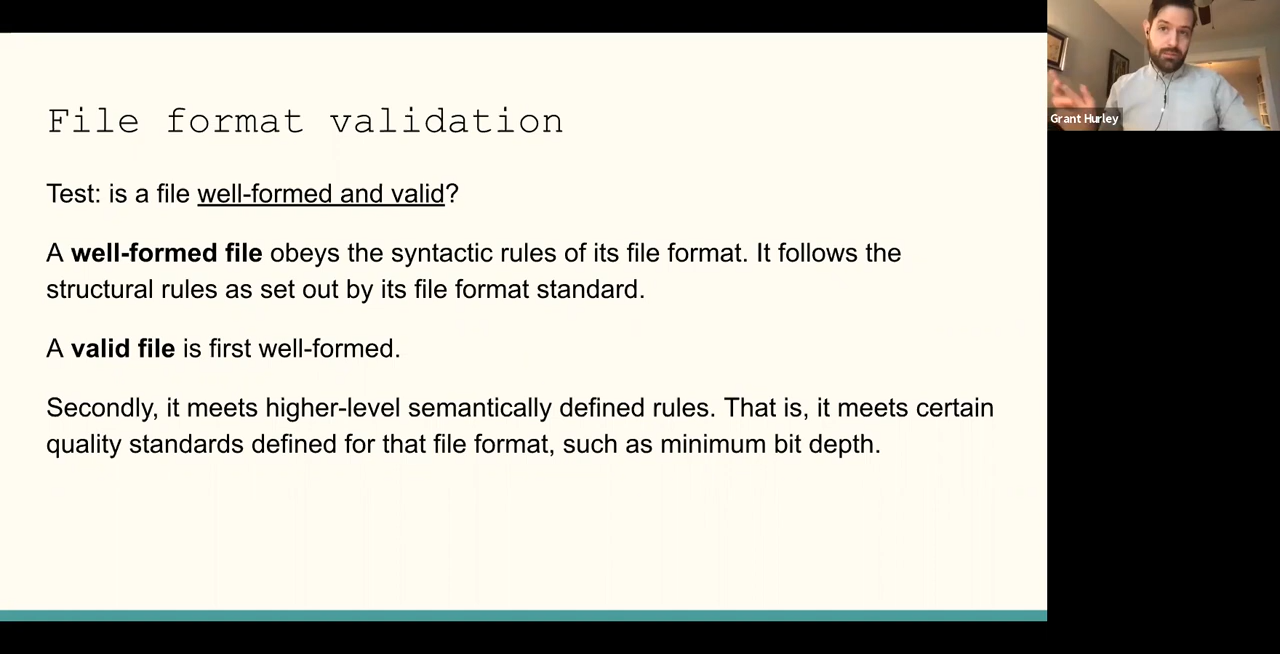 File format validation
Test: is a file well-formed and valid?
A well-formed file obeys the syntactic rules of its file format. It follows the
structural rules as set out by its file format standard.
A valid file is first well-formed.
Secondly, it meets higher-level semantically defined rules. That is, it meets certain
quality standards defined for that file format, such as minimum bit depth.
Grant Hurley